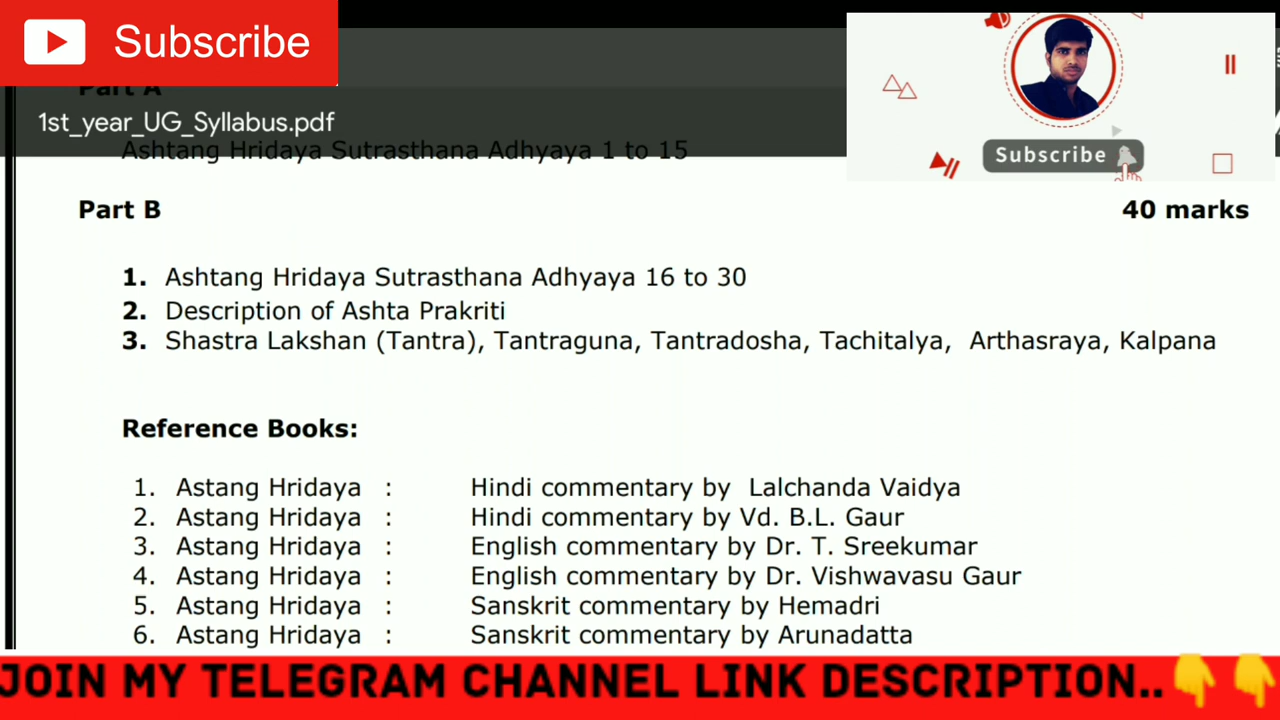 Subscribe
Part A
1st_year_UG_Syllabus.pdf
Ashtang Hridaya Sutrasthana Adhyaya 1 to 15
Subscribe
Part B 40 marks
1. Ashtang Hridaya Sutrasthana Adhyaya 16 to 30
2. Description of Ashta Prakriti
3. Shastra Lakshan (Tantra), Tantraguna, Tantradosha, Tachitalya, Arthasraya, Kalpana
Reference Books:
1. Astang Hridaya : Hindi commentary by Lalchanda Vaidya
2. Astang Hridaya : Hindi commentary by Vd. B.L. Gaur
3. Astang Hridaya : English commentary by Dr. T. Sreekumar
4. Astang Hridaya : English commentary by Dr. Vishwavasu Gaur
5. Astang Hridaya : Sanskrit commentary by Hemadri
6. Astang Hridaya : Sanskrit commentary by Arunadatta
JOIN MY TELEGRAM CHANNEL LINK DESCRIPTION..👇👇